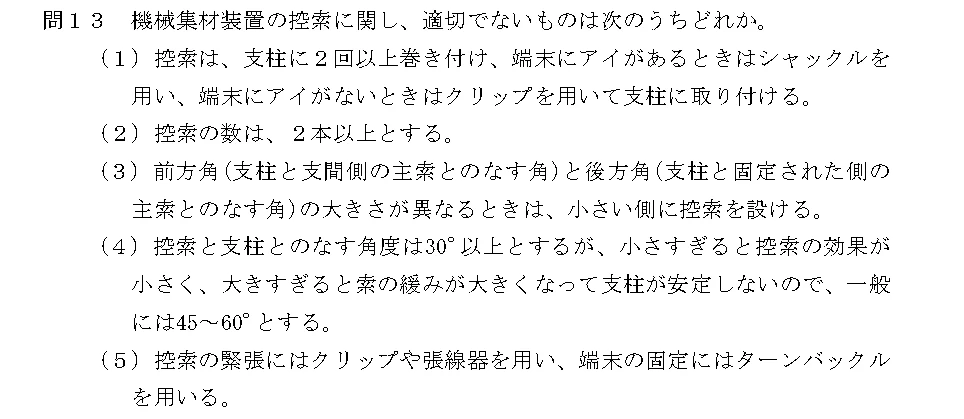 問１３　機械集材装置の控索に関し、適切でないものは次のうちどれか。
（１）控索は、支柱に２回以上巻き付け、端末にアイがあるときはシャックルを
用い、端末にアイがないときはクリップを用いて支柱に取り付ける。
（２）控索の数は、２本以上とする。
（３）前方角(支柱と支間側の主索とのなす角)と後方角(支柱と固定された側の
主索とのなす角)の大きさが異なるときは、小さい側に控索を設ける。
（４）控索と支柱とのなす角度は30°以上とするが、小さすぎると控索の効果が
小さく、大きすぎると索の緩みが大きくなって支柱が安定しないので、一般
には45～60°とする。
（５）控索の緊張にはクリップや張線器を用い、端末の固定にはターンバックル
を用いる。